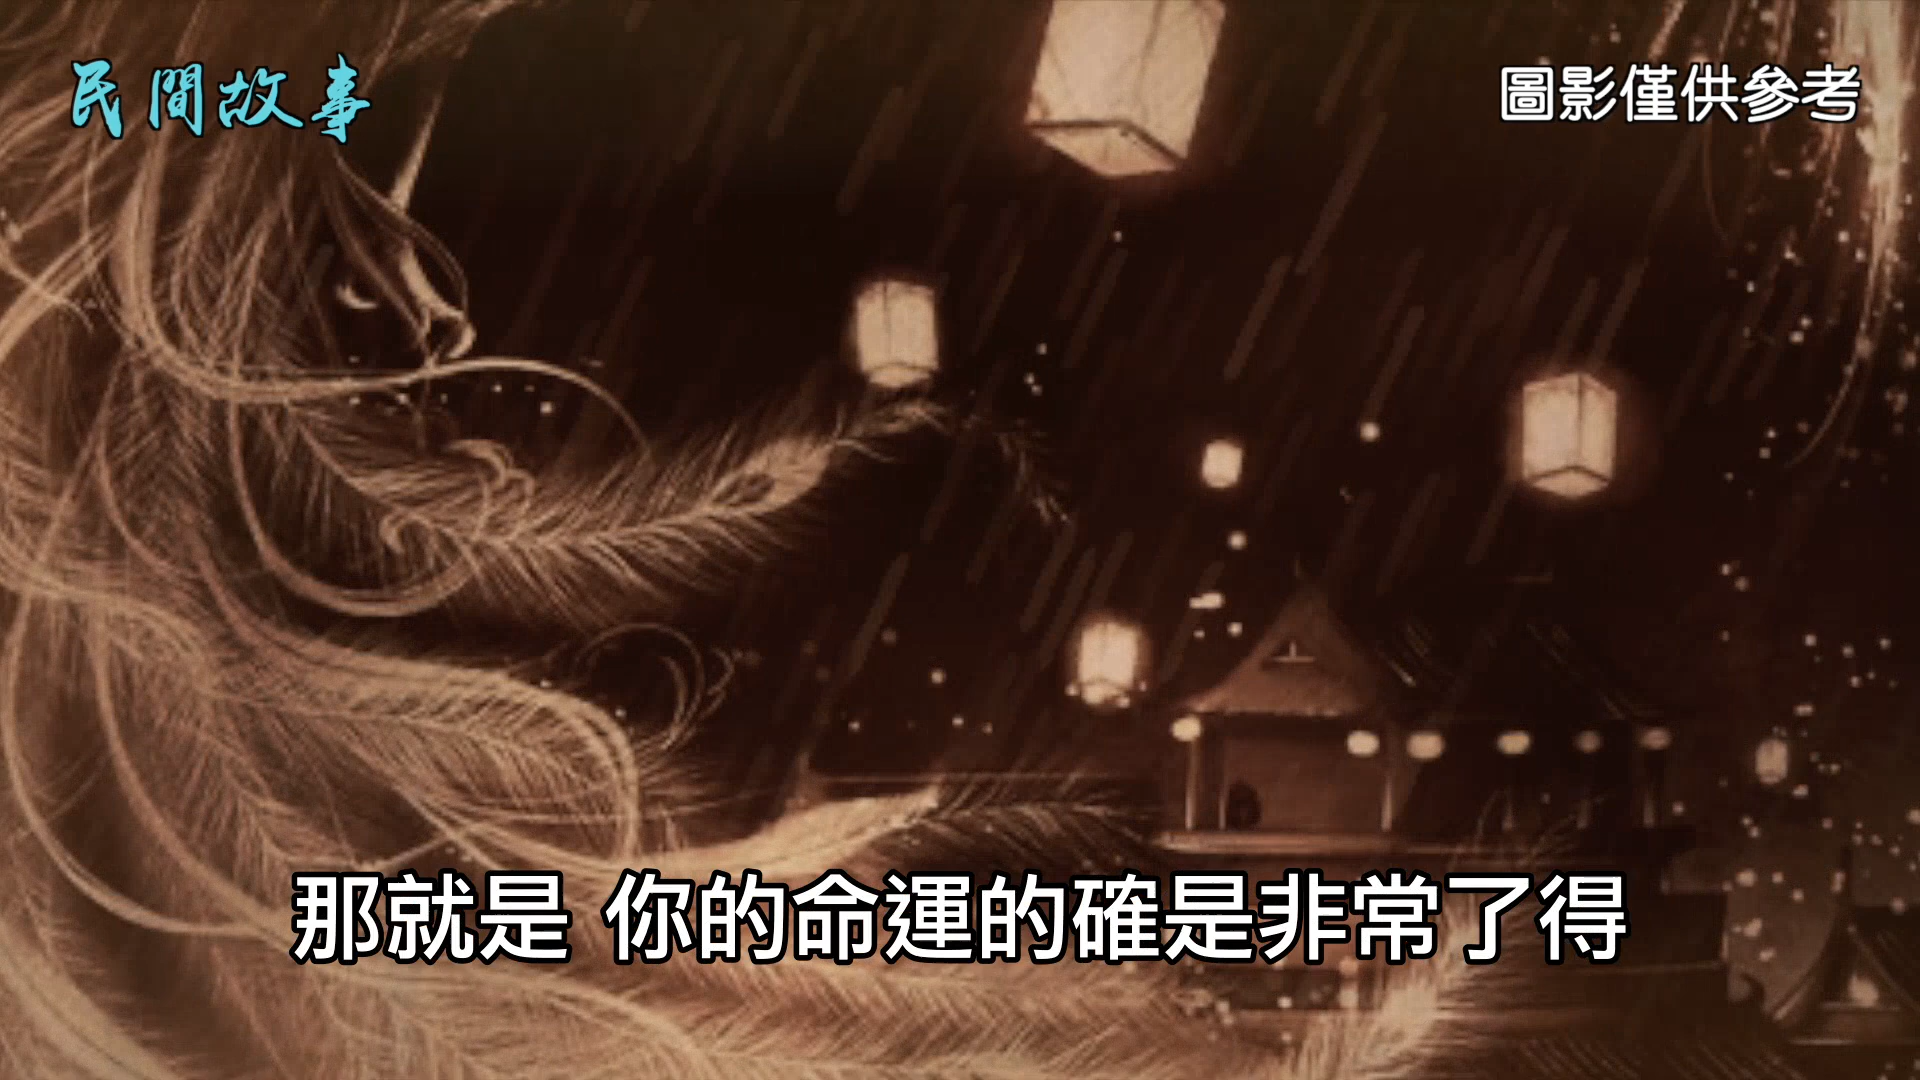 民間故事
圖影僅供參考
那就是 你的命運的確是非常了得